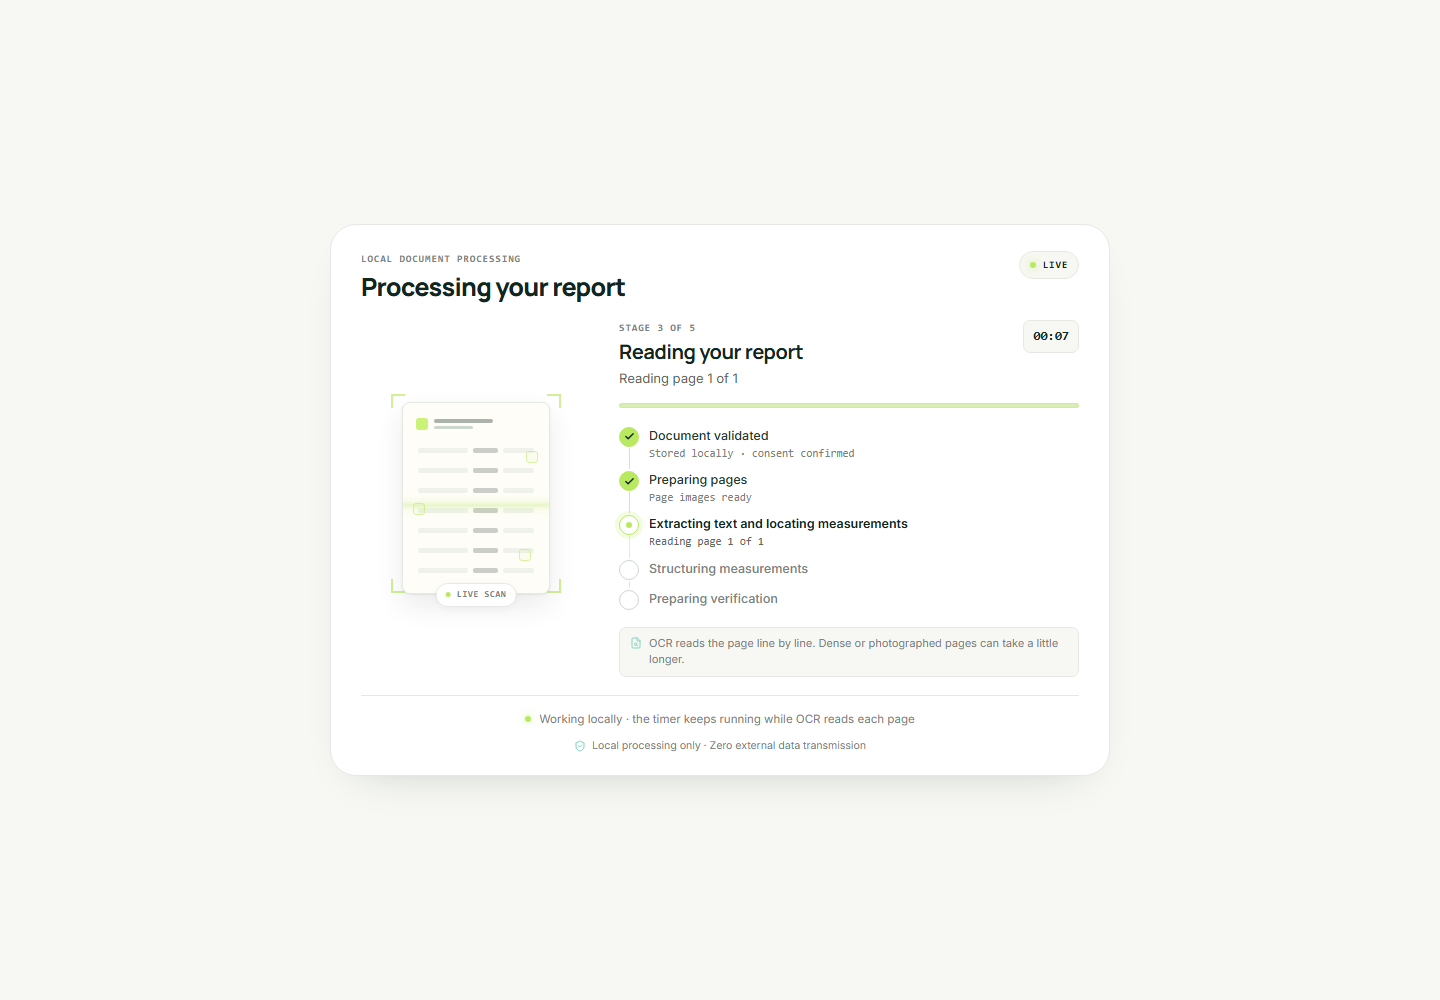 LOCAL DOCUMENT PROCESSING
Processing your report
LIVE
STAGE 3 OF 5
00:07
Reading your report
Reading page 1 of 1
Document validated
Stored locally · consent confirmed
Preparing pages
Page images ready
Extracting text and locating measurements
Reading page 1 of 1
Structuring measurements
Preparing verification
LIVE SCAN
OCR reads the page line by line. Dense or photographed pages can take a little
longer.
Working locally · the timer keeps running while OCR reads each page
Local processing only · Zero external data transmission